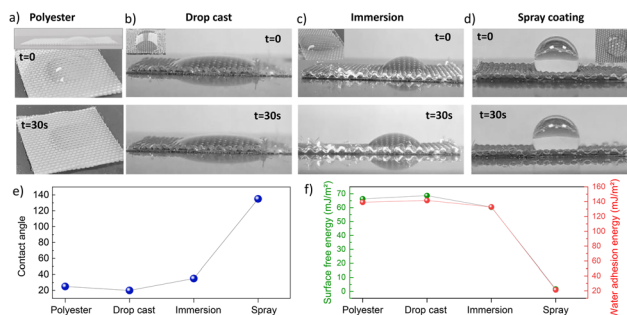 a) Polyester
b) Drop cast
c) Immersion
d) Spray coating
t=0
t=0
t=0
t=0
t=30s
t=30s
t=30s
t=30s
e)
Contact angle
140
120
100
80
60
40
20
Polyester
Drop cast
Immersion
Spray
f)
Surface free energy (mJ/m²)
70
60
50
40
30
20
10
0
Polyester
Drop cast
Immersion
Spray
160
140
120
100
80
60
40
20
Water adhesion energy (mJ/m²)